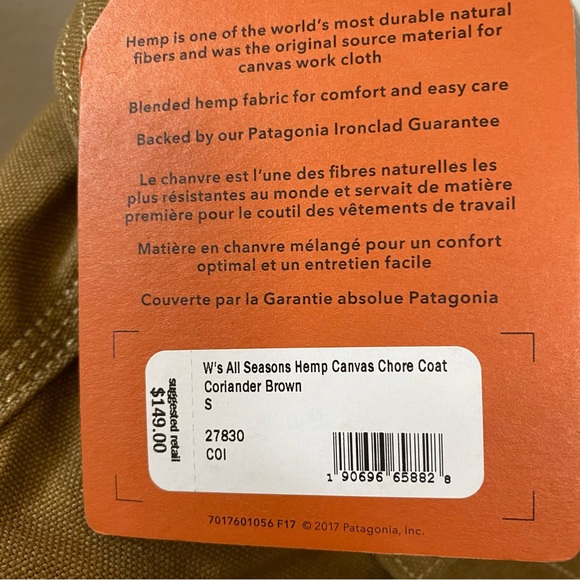 Hemp is one of the world's most durable natural
fibers and was the original source material for
canvas work cloth
Blended hemp fabric for comfort and easy care
Backed by our Patagonia Ironclad Guarantee
Le chanvre est l'une des fibres naturelles les
plus résistantes au monde et servait de matière
première pour le coutil des vêtements de travail
Matière en chanvre mélangé pour un confort
optimal et un entretien facile
Couverte par la Garantie absolue Patagonia
W's All Seasons Hemp Canvas Chore Coat
Coriander Brown
S
27830
COI
suggested retail
$149.00
1 90696 65882 8
7017601056 F17 © 2017 Patagonia, Inc.